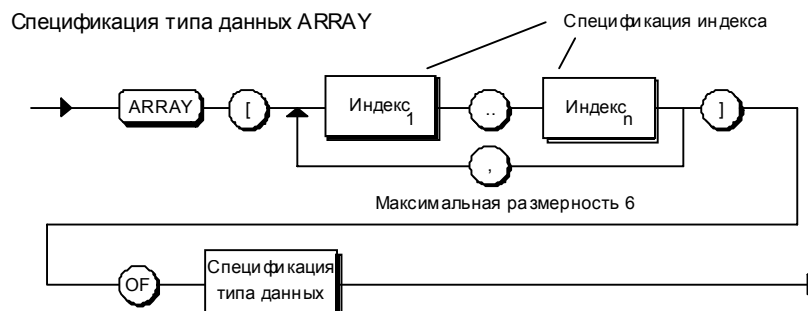 Спецификация типа данных ARRAY
Спецификация индекса
ARRAY [ Индекс 1 .. Индекс n ]
,
Максимальная размерность 6
OF Спецификация
типа данных